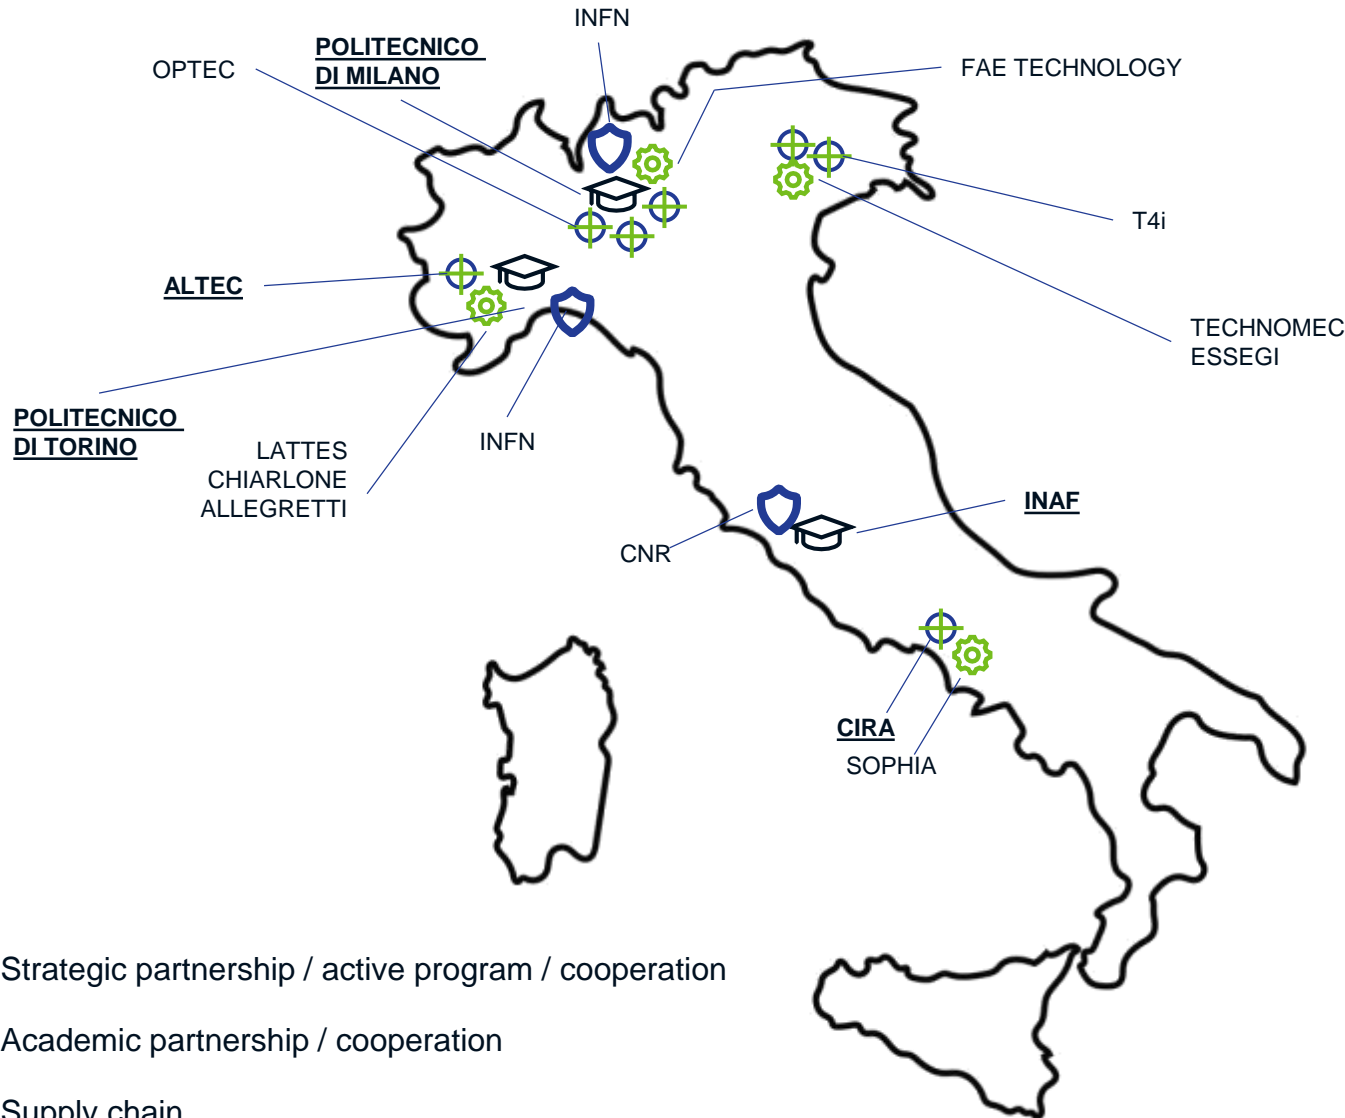 INFN
POLITECNICO
DI MILANO
OPTEC
FAE TECHNOLOGY
T4i
ALTEC
TECHNOMEC
ESSEGI
POLITECNICO
DI TORINO
LATTES
CHIARLONE
ALLEGRETTI
INFN
INAF
CNR
CIRA
SOPHIA
Strategic partnership / active program / cooperation
Academic partnership / cooperation
Supply chain